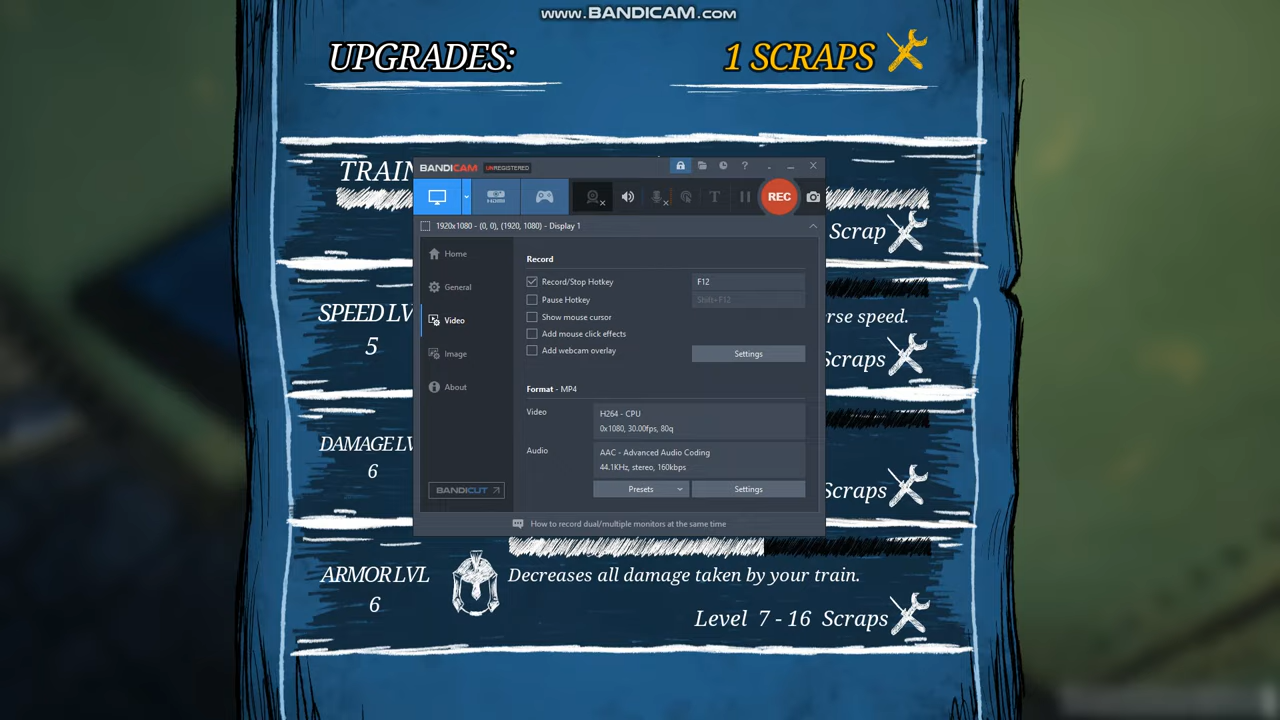 www.BANDICAM.com
UPGRADES:
1 SCRAPS
TRAIN
BANDICAM UNREGISTERED
HDMI
REC
1920x1080 - (0, 0), (1920, 1080) - Display 1
Scrap
Home
General
Video
Image
About
BANDICUT
Record
Record/Stop Hotkey F12
Pause Hotkey Shift+F12
Show mouse cursor
Add mouse click effects
Add webcam overlay
Settings
Format - MP4
Video
H264 - CPU
0x1080, 30.00fps, 80q
Audio
AAC - Advanced Audio Coding
44.1KHz, stereo, 160kbps
Presets Settings
How to record dual/multiple monitors at the same time
SPEED LV
5
erse speed.
Scraps
DAMAGE LV
6
Scraps
ARMOR LVL
6
Decreases all damage taken by your train.
Level 7 - 16 Scraps